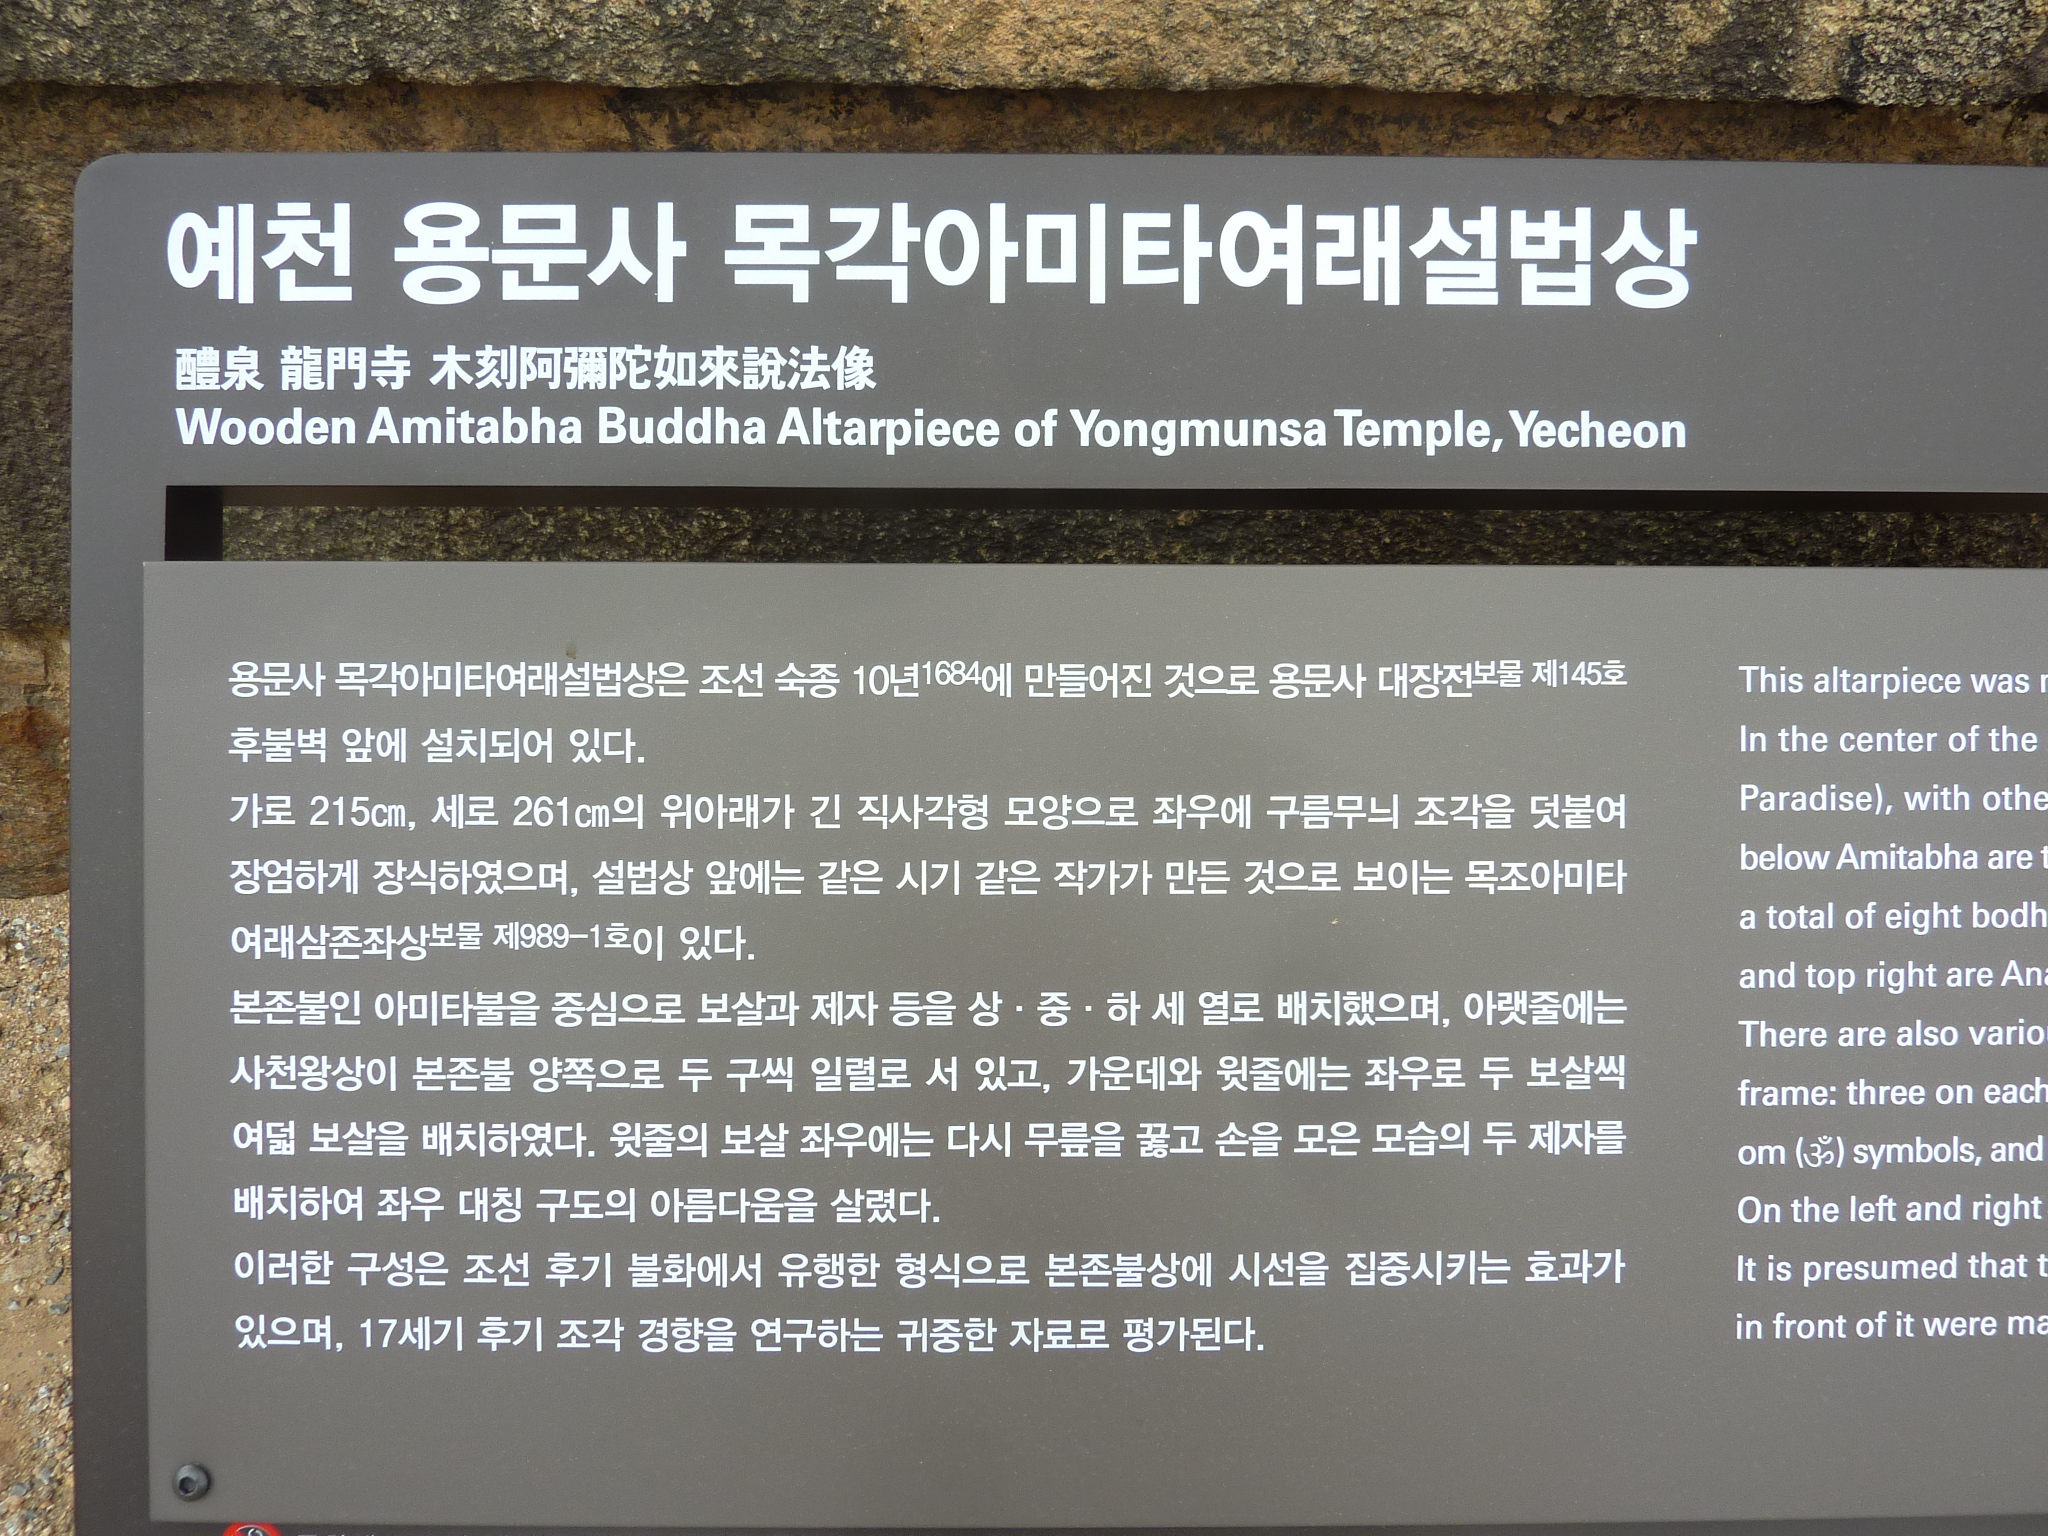 예천 용문사 목각아미타여래설법상
醴泉 龍門寺 木刻阿彌陀如來說法像
Wooden Amitabha Buddha Altarpiece of Yongmunsa Temple, Yecheon
용문사 목각아미타여래설법상은 조선 숙종 10년1684에 만들어진 것으로 용문사 대장전보물 제145호
후불벽 앞에 설치되어 있다.
가로 215㎝, 세로 261㎝의 위아래가 긴 직사각형 모양으로 좌우에 구름무늬 조각을 덧붙여
장엄하게 장식하였으며, 설법상 앞에는 같은 시기 같은 작가가 만든 것으로 보이는 목조아미타
여래삼존좌상보물 제989-1호이 있다.
본존불인 아미타불을 중심으로 보살과 제자 등을 상 · 중 · 하 세 열로 배치했으며, 아랫줄에는
사천왕상이 본존불 양쪽으로 두 구씩 일렬로 서 있고, 가운데와 윗줄에는 좌우로 두 보살씩
여덟 보살을 배치하였다. 윗줄의 보살 좌우에는 다시 무릎을 꿇고 손을 모은 모습의 두 제자를
배치하여 좌우 대칭 구도의 아름다움을 살렸다.
이러한 구성은 조선 후기 불화에서 유행한 형식으로 본존불상에 시선을 집중시키는 효과가
있으며, 17세기 후기 조각 경향을 연구하는 귀중한 자료로 평가된다.
This altarpiece was
In the center of the
Paradise), with othe
below Amitabha are
a total of eight bodh
and top right are Ana
There are also vario
frame: three on each
om (ॐ) symbols, and
On the left and right
It is presumed that
in front of it were ma